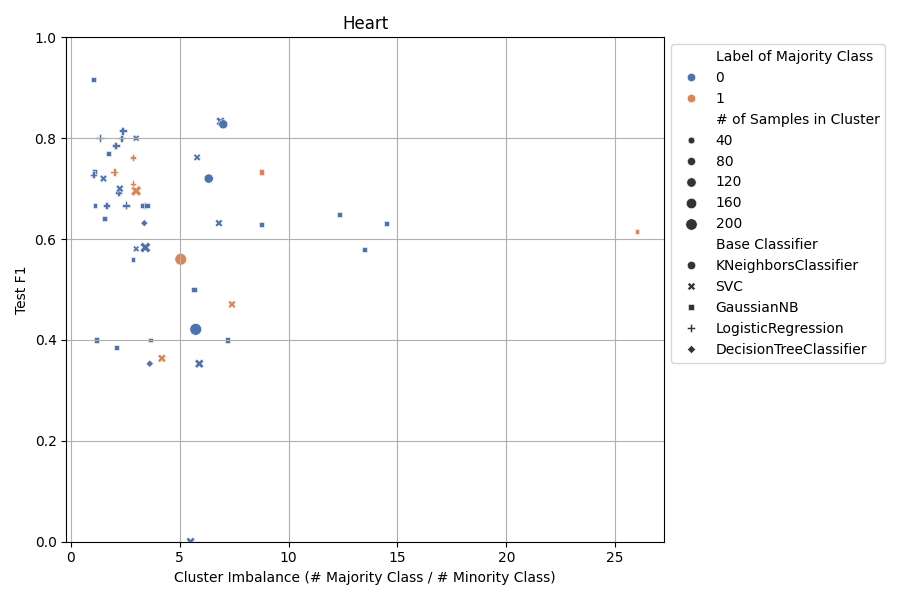 Heart
1.0
0.8
0.6
0.4
0.2
0.0
Test F1
0 5 10 15 20 25
Cluster Imbalance (# Majority Class / # Minority Class)
Label of Majority Class
0
1
# of Samples in Cluster
40
80
120
160
200
Base Classifier
KNeighborsClassifier
SVC
GaussianNB
LogisticRegression
DecisionTreeClassifier